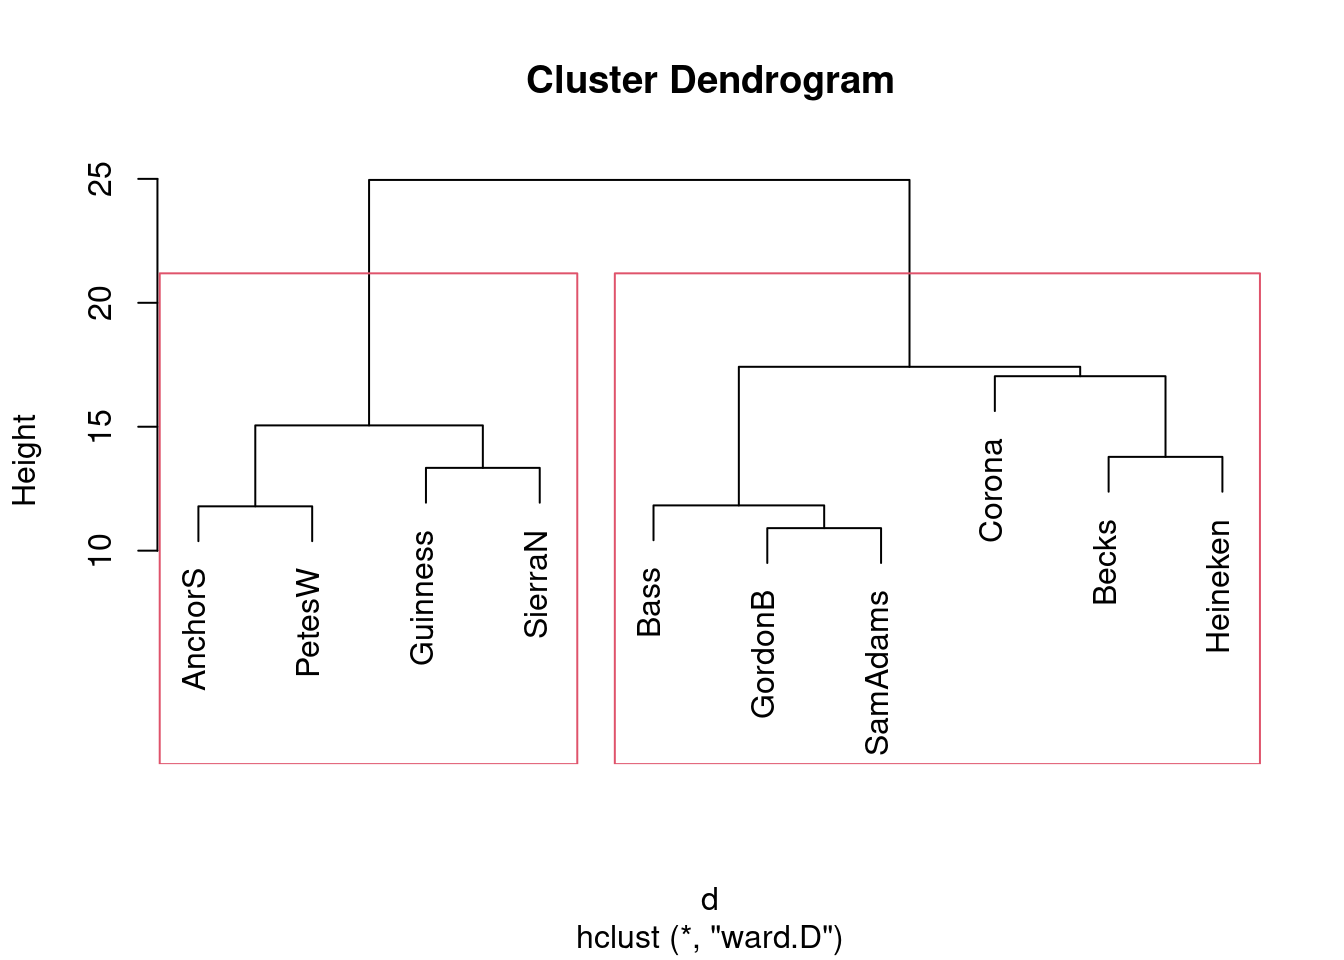 Cluster Dendrogram
25
20
15
10
Height
AnchorS
PetesW
Guinness
SierraN
Bass
GordonB
SamAdams
Corona
Becks
Heineken
d
hclust (*, "ward.D")